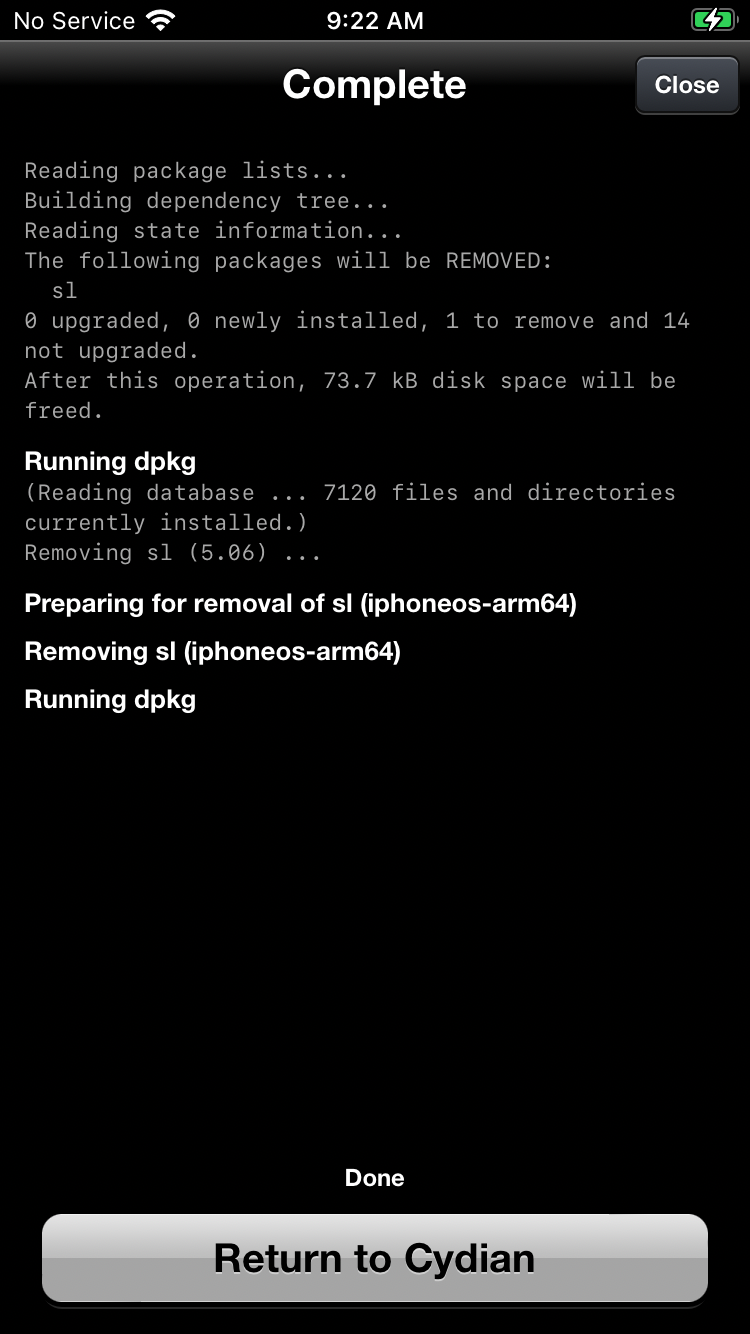 No Service
9:22 AM
Complete
Close
Reading package lists...
Building dependency tree...
Reading state information...
The following packages will be REMOVED:
  sl
0 upgraded, 0 newly installed, 1 to remove and 14
not upgraded.
After this operation, 73.7 kB disk space will be
freed.
Running dpkg
(Reading database ... 7120 files and directories
currently installed.)
Removing sl (5.06) ...
Preparing for removal of sl (iphoneos-arm64)
Removing sl (iphoneos-arm64)
Running dpkg
Done
Return to Cydian